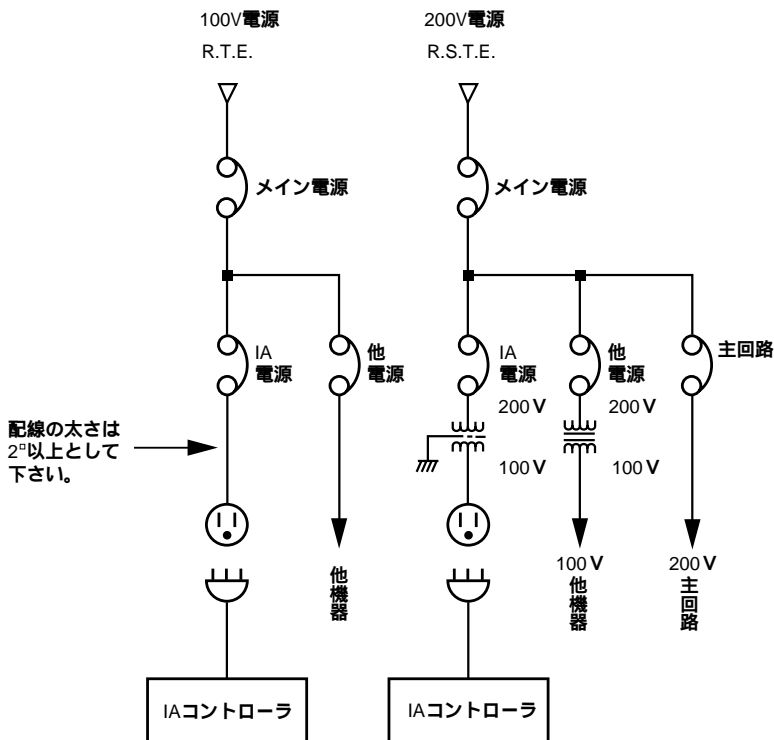 100V電源
R.T.E.
200V電源
R.S.T.E.
メイン電源
メイン電源
IA
電源
他
電源
IA
電源
他
電源
主回路
200V
200V
100V
100V
配線の太さは
2□以上として
下さい。
他機器
100V
他機器
200V
主回路
IAコントローラ
IAコントローラ